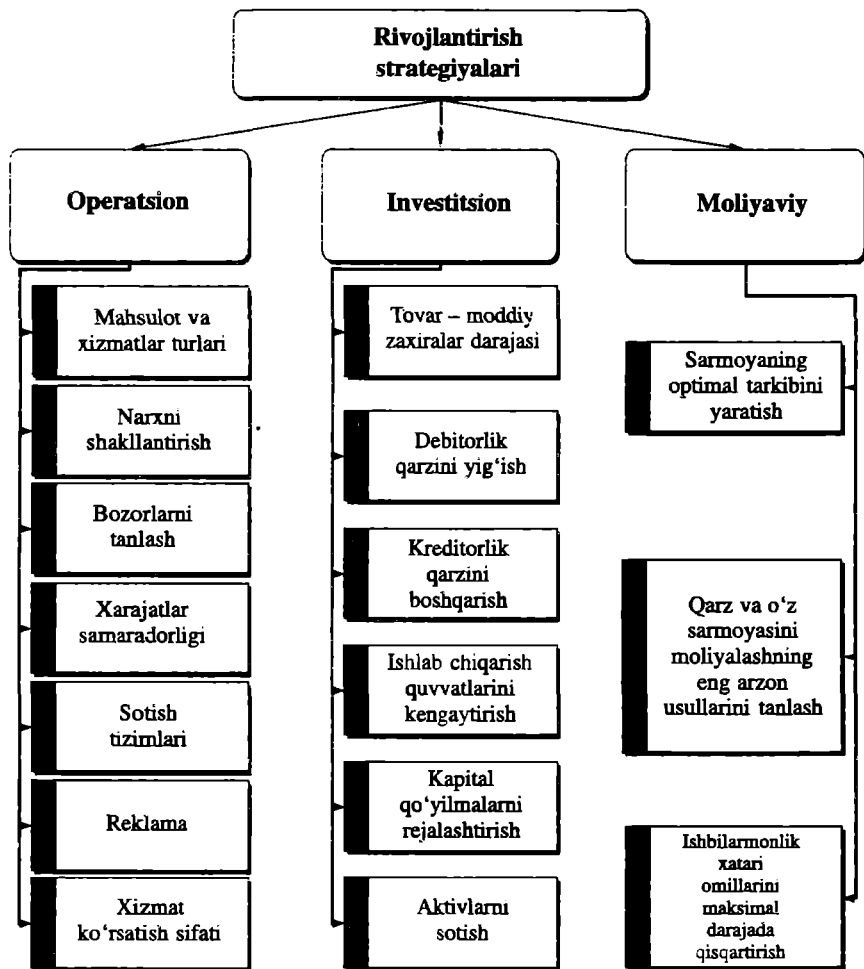 Rivojlantirish
strategiyalari
Operatsion
Mahsulot va
xizmatlar turlari
Narxni
shakllantirish
Bozorlarni
tanlash
Xarajatlar
samaradorligi
Sotish
tizimlari
Reklama
Xizmat
ko‘rsatish sifati
Investitsion
Tovar – moddiy
zaxiralar darajasi
Debitorlik
qarzini yig‘ish
Kreditorlik
qarzini
boshqarish
Ishlab chiqarish
quvvatlarini
kengaytirish
Kapital
qo‘yilmalarni
rejalashtirish
Aktivlarnı
sotish
Moliyaviy
Sarmoyaning
optimal tarkibini
yaratish
Qarz va o‘z
sarmoyasini
moliyalashning
eng arzon
usullarini tanlash
Ishbilarmonlik
xatari
omillarini
maksimal
darajada
qisqartirish